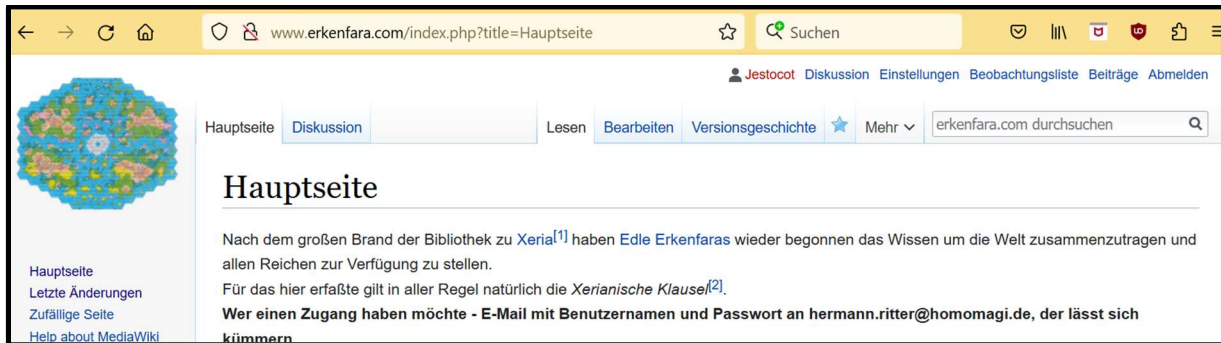 www.erkenfara.com/index.php?title=Hauptseite Suchen
Jestocot Diskussion Einstellungen Beobachtungsliste Beiträge Abmelden
Hauptseite Diskussion Lesen Bearbeiten Versionsgeschichte Mehr erkenfara.com durchsuchen
Hauptseite
Nach dem großen Brand der Bibliothek zu Xeria[1] haben Edle Erkenfaras wieder begonnen das Wissen um die Welt zusammenzutragen und
allen Reichen zur Verfügung zu stellen.
Für das hier erfaßte gilt in aller Regel natürlich die Xerianische Klausel[2].
Wer einen Zugang haben möchte - E-Mail mit Benutzernamen und Passwort an hermann.ritter@homomagi.de, der lässt sich
kümmern
Hauptseite
Letzte Änderungen
Zufällige Seite
Help about MediaWiki